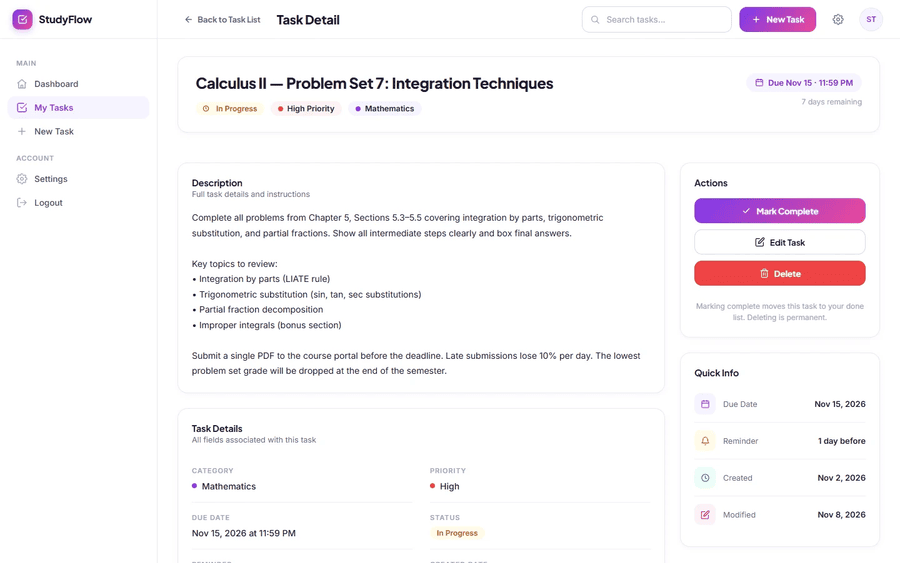 StudyFlow
Back to Task List
Task Detail
Search tasks...
New Task
ST
MAIN
Dashboard
My Tasks
New Task
ACCOUNT
Settings
Logout
Calculus II — Problem Set 7: Integration Techniques
In Progress
High Priority
Mathematics
Due Nov 15 · 11:59 PM
7 days remaining
Description
Full task details and instructions
Complete all problems from Chapter 5, Sections 5.3–5.5 covering integration by parts, trigonometric
substitution, and partial fractions. Show all intermediate steps clearly and box final answers.
Key topics to review:
• Integration by parts (LIATE rule)
• Trigonometric substitution (sin, tan, sec substitutions)
• Partial fraction decomposition
• Improper integrals (bonus section)
Submit a single PDF to the course portal before the deadline. Late submissions lose 10% per day. The lowest
problem set grade will be dropped at the end of the semester.
Task Details
All fields associated with this task
CATEGORY
Mathematics
PRIORITY
High
DUE DATE
Nov 15, 2026 at 11:59 PM
STATUS
In Progress
Actions
Mark Complete
Edit Task
Delete
Marking complete moves this task to your done
list. Deleting is permanent.
Quick Info
Due Date
Nov 15, 2026
Reminder
1 day before
Created
Nov 2, 2026
Modified
Nov 8, 2026